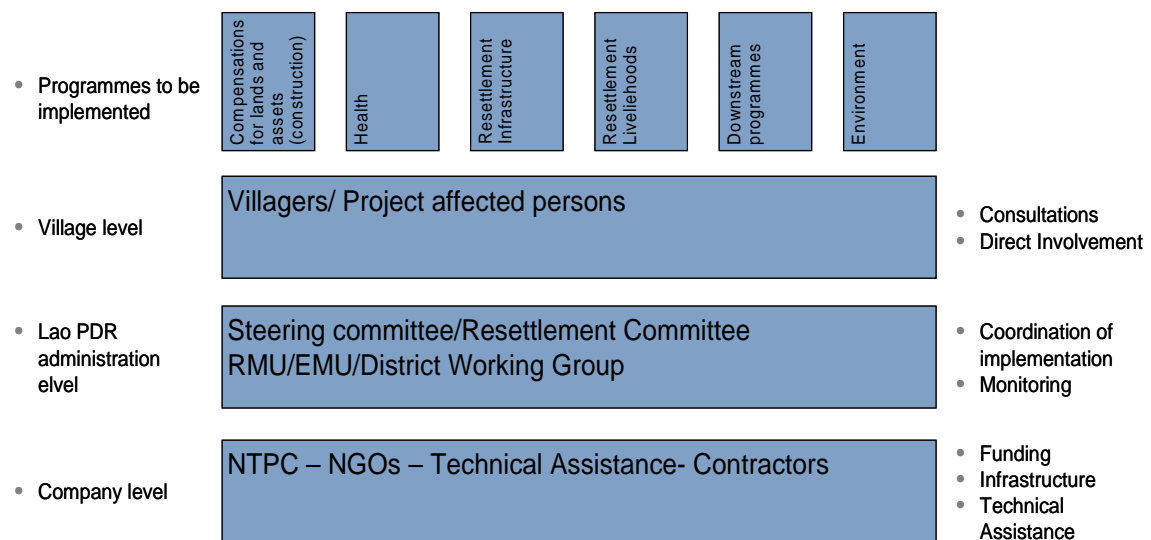 Compensations
for lands and
assets
(construction)
Health
Resettlement
Infrastructure
Resettlement
Liveliehoods
Downstream
programmes
Environment
• Programmes to be
implemented
Villagers/ Project affected persons
• Village level
• Consultations
• Direct Involvement
• Lao PDR
administration
elvel
Steering committee/Resettlement Committee
RMU/EMU/District Working Group
• Coordination of
implementation
• Monitoring
NTPC – NGOs – Technical Assistance- Contractors
• Company level
• Funding
• Infrastructure
• Technical
Assistance